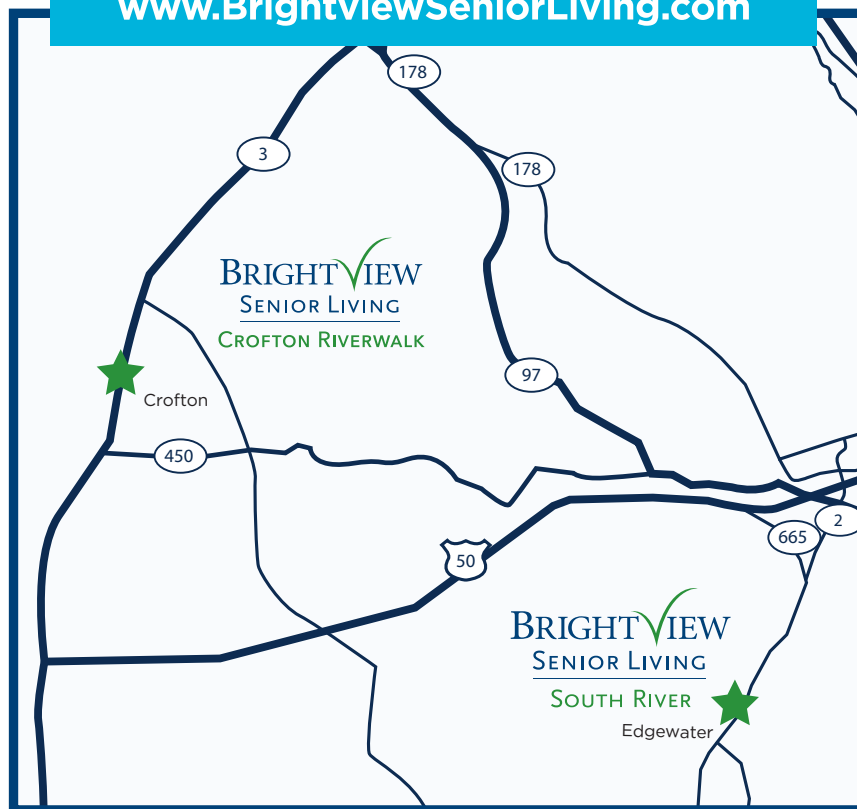 www.BrightviewSeniorLiving.com
178
3
178
BRIGHTVIEW
SENIOR LIVING
CROFTON RIVERWALK
97
Crofton
450
2
665
50
BRIGHTVIEW
SENIOR LIVING
SOUTH RIVER
Edgewater